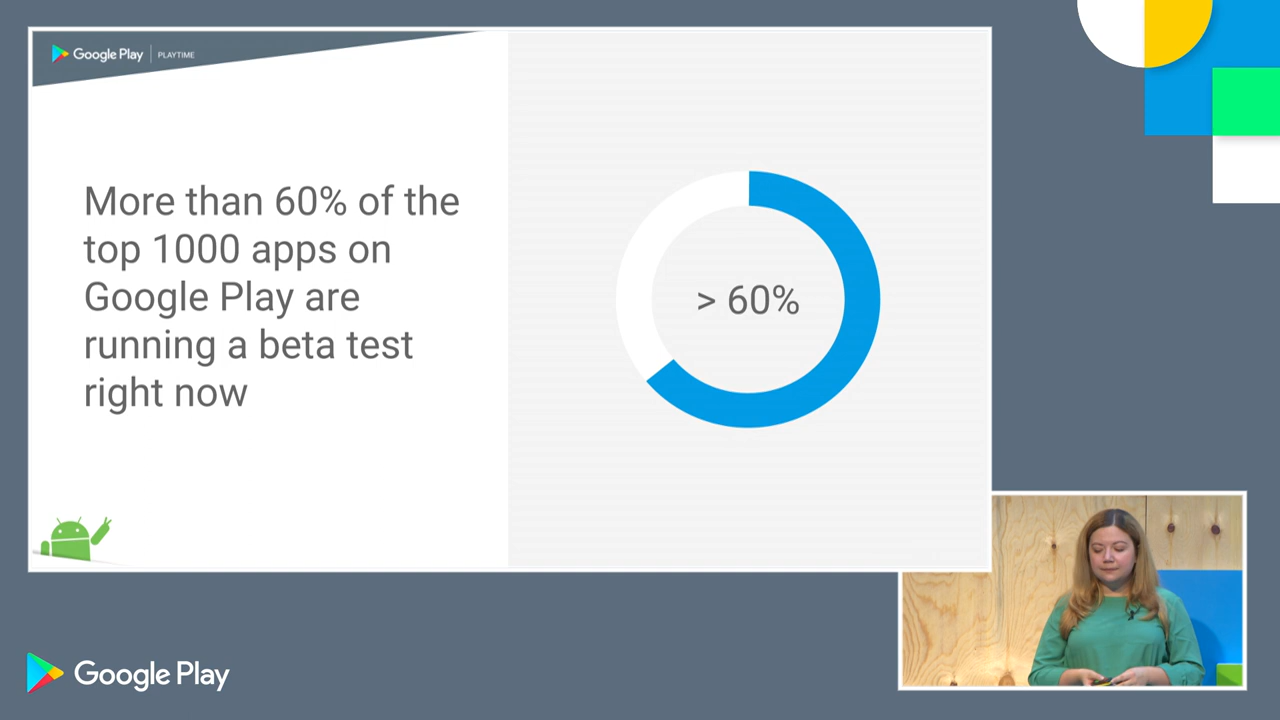 Google Play | PLAYTIME
More than 60% of the
top 1000 apps on
Google Play are
running a beta test
right now
> 60%
Google Play